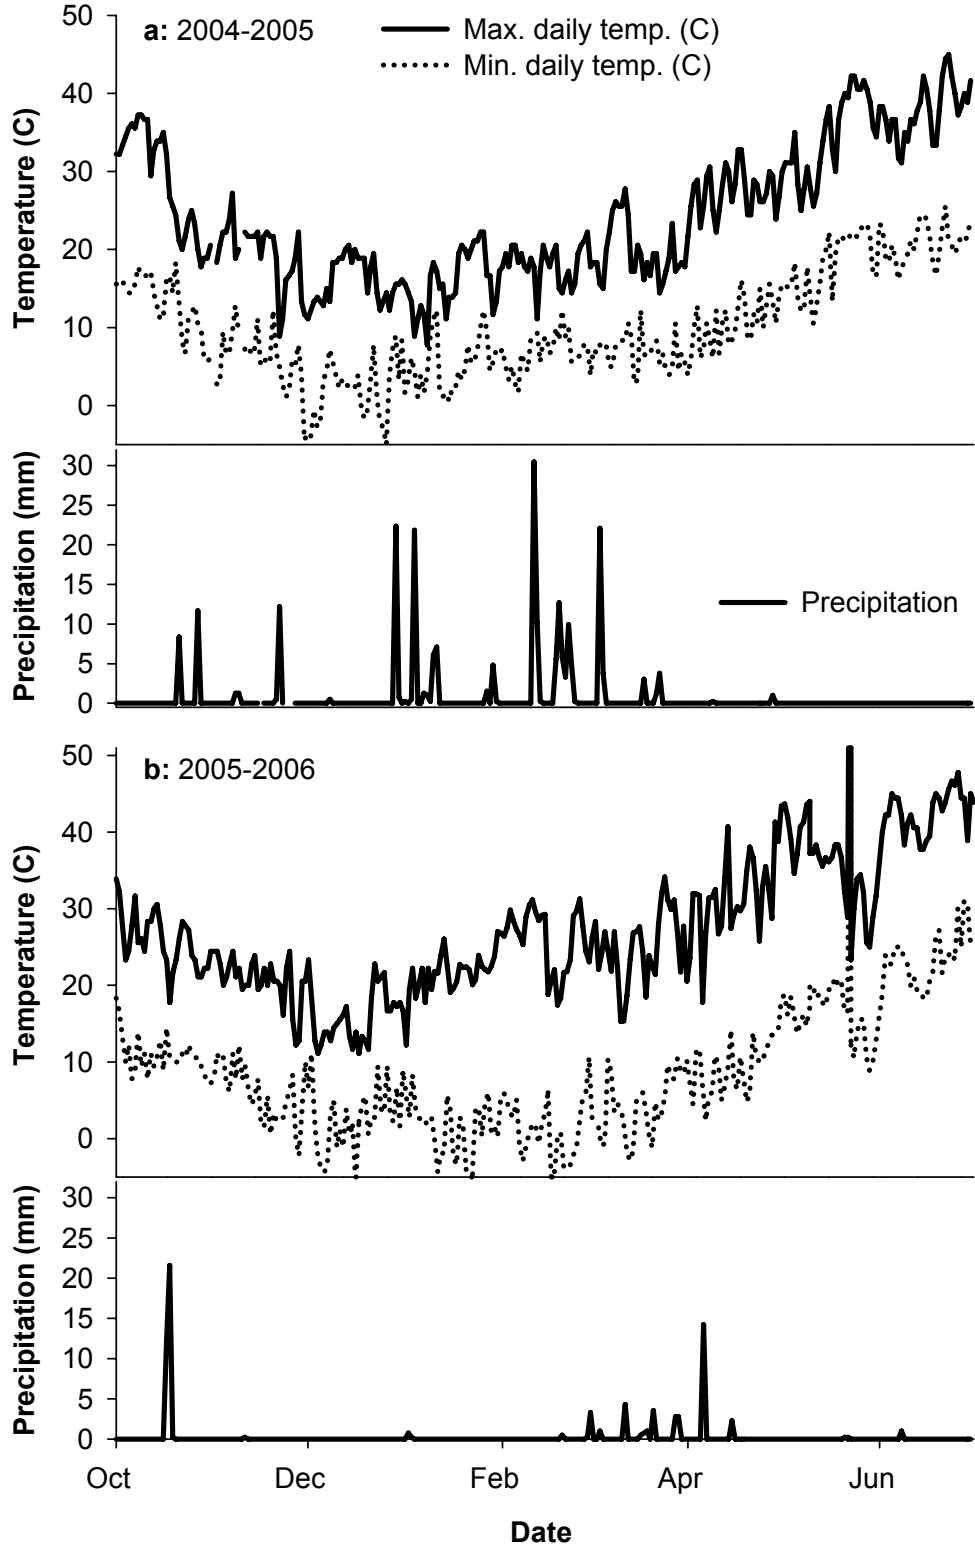 a: 2004-2005
Max. daily temp. (C)
Min. daily temp. (C)
Temperature (C)
50
40
30
20
10
0
Precipitation (mm)
30
25
20
15
10
5
0
Precipitation
b: 2005-2006
Temperature (C)
50
40
30
20
10
0
Precipitation (mm)
30
25
20
15
10
5
0
Oct Dec Feb Apr Jun
Date